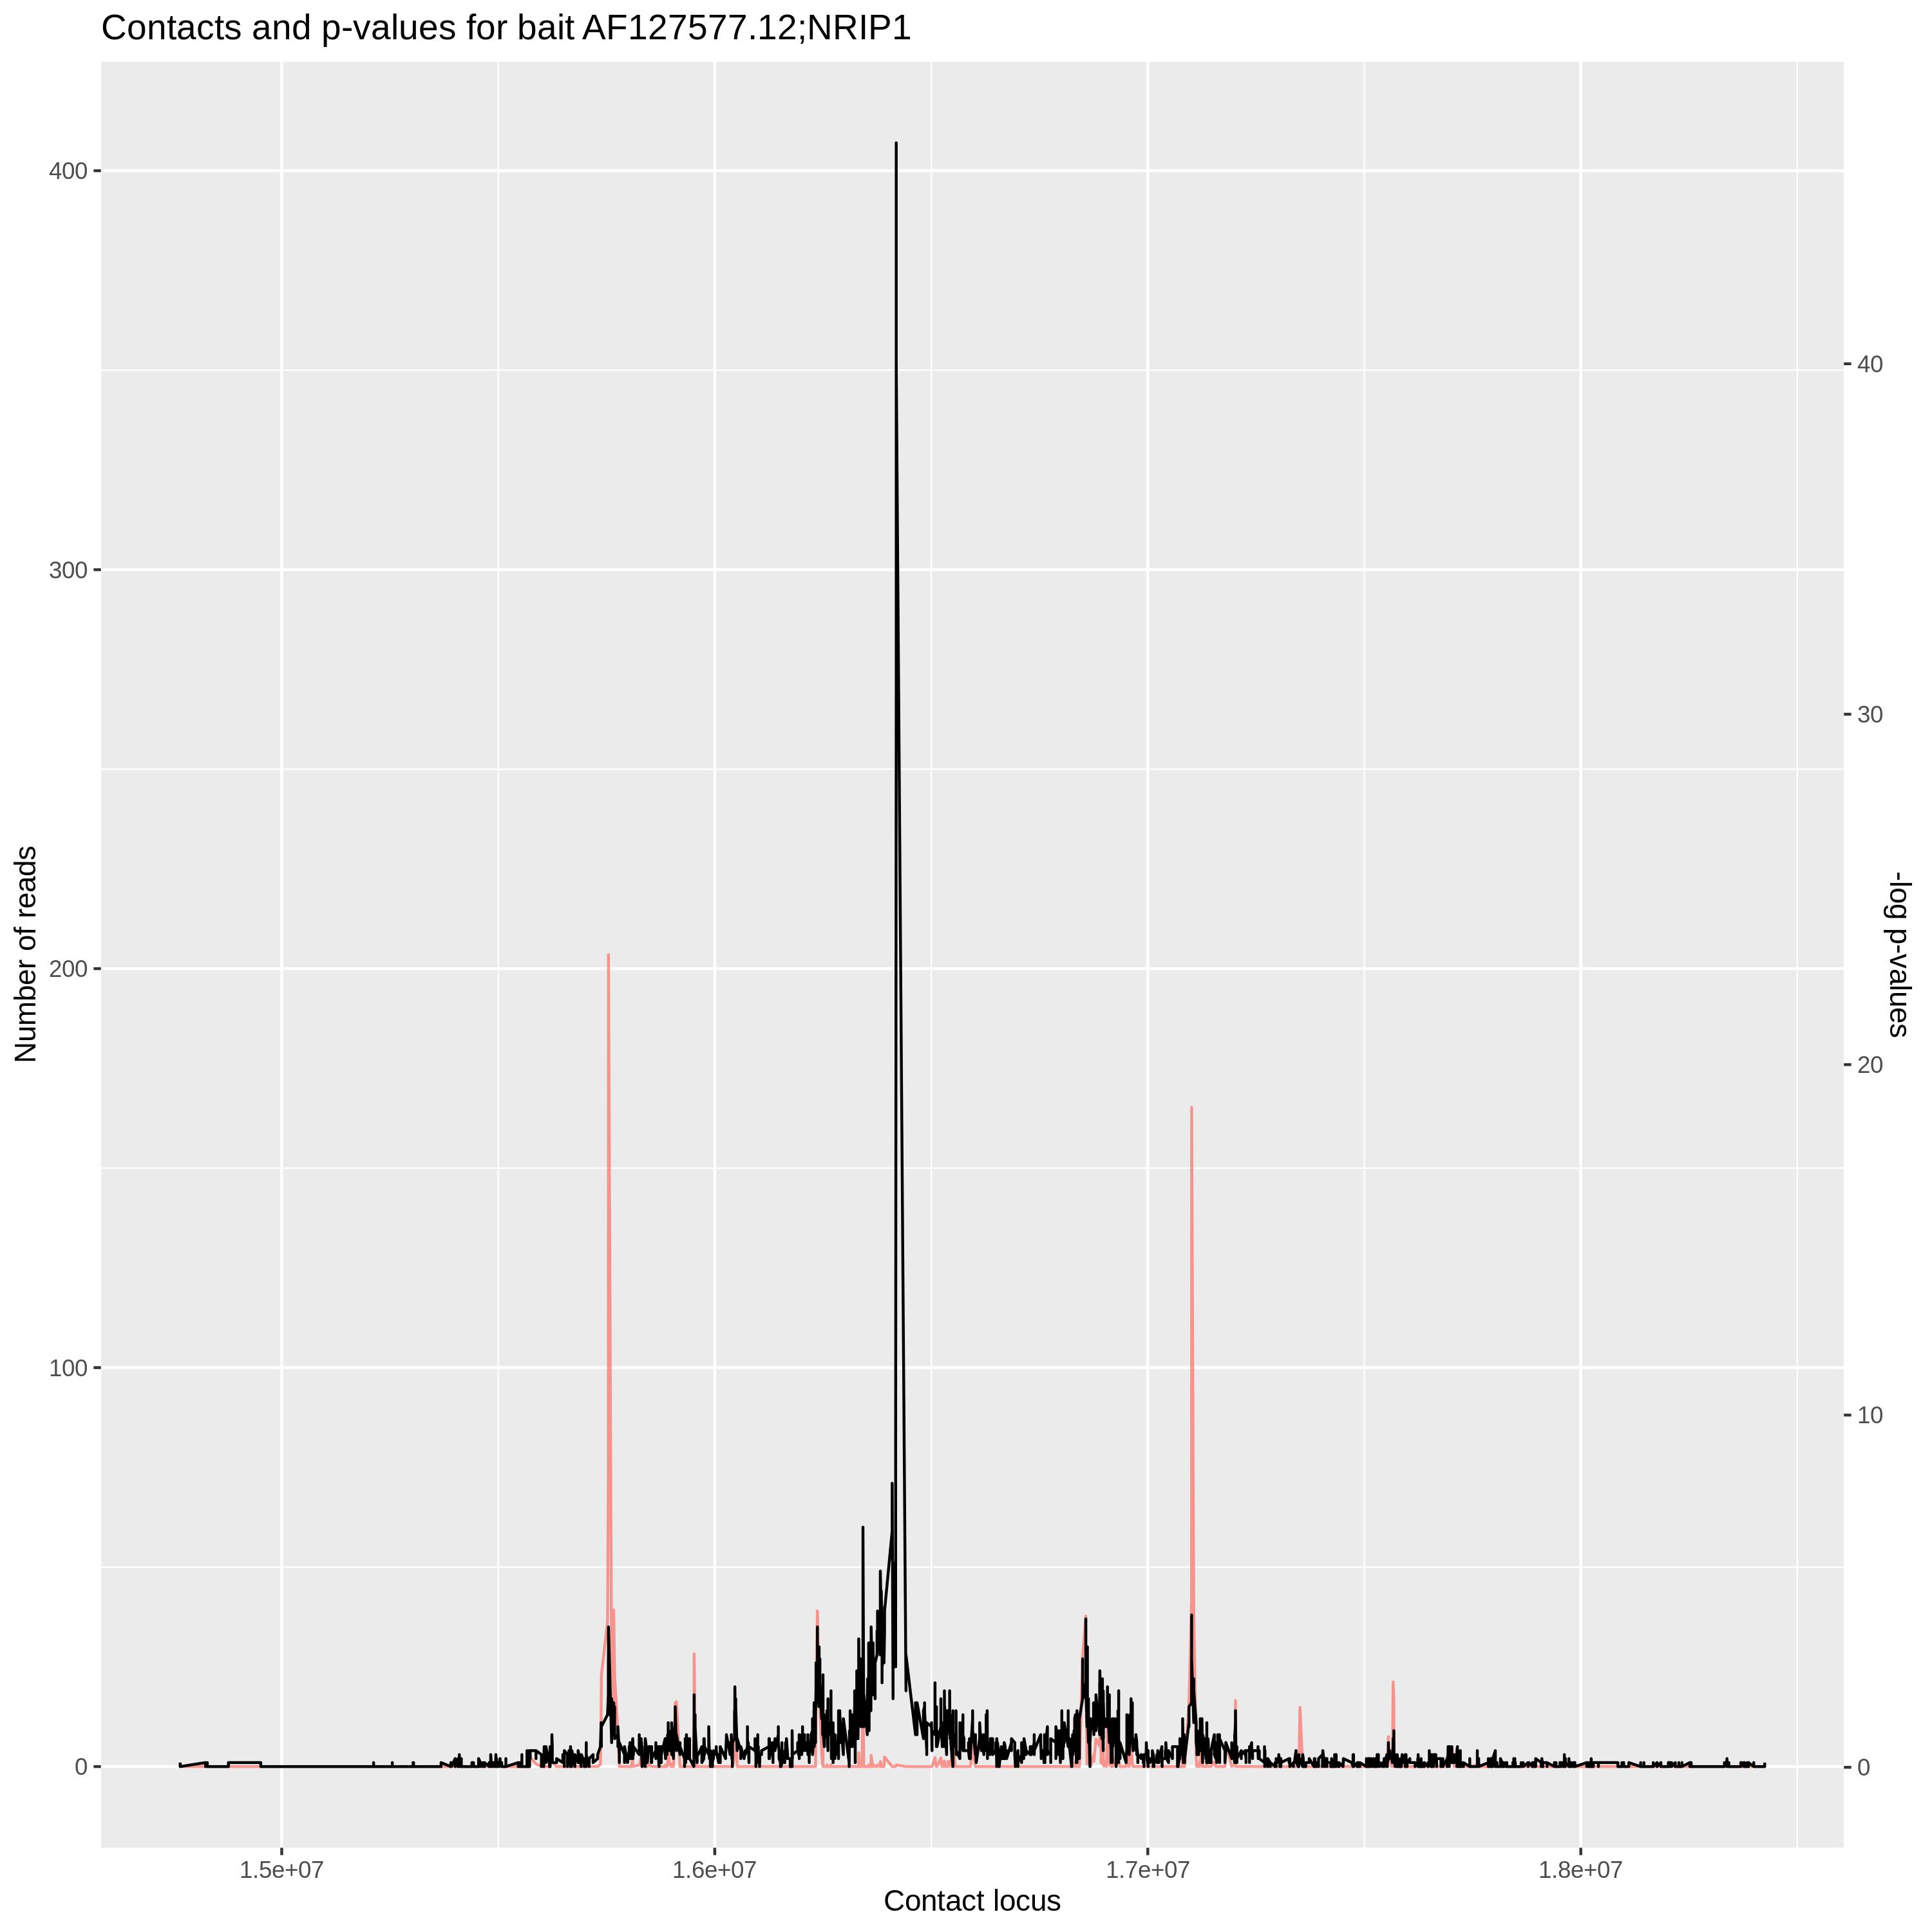 Contacts and p-values for bait AF127577.12;NRIP1
400
300
200
100
0
Number of reads
40
30
20
10
0
-log p-values
1.5e+07
1.6e+07
1.7e+07
1.8e+07
Contact locus